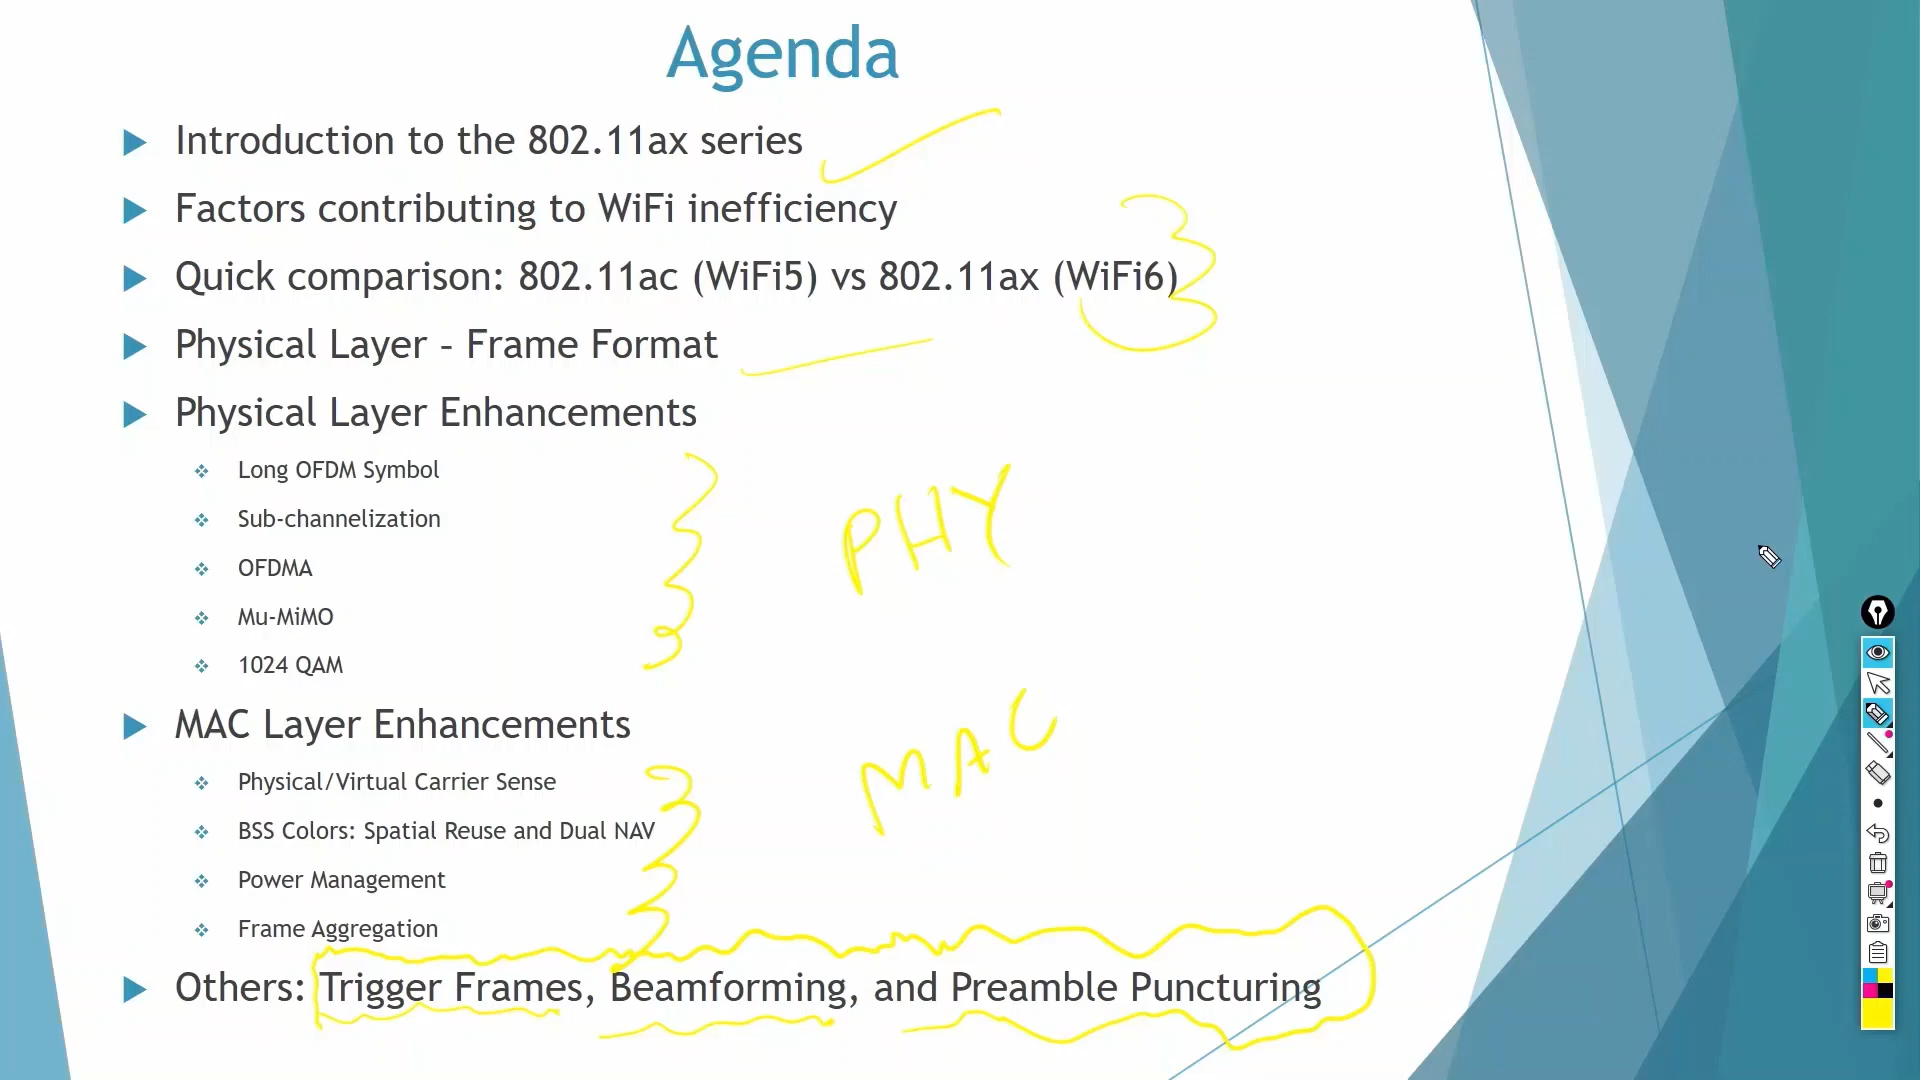 Agenda
Introduction to the 802.11ax series
Factors contributing to WiFi inefficiency
Quick comparison: 802.11ac (WiFi5) vs 802.11ax (WiFi6)
Physical Layer – Frame Format
Physical Layer Enhancements
Long OFDM Symbol
Sub-channelization
OFDMA
Mu-MiMO
1024 QAM
PHY
MAC Layer Enhancements
Physical/Virtual Carrier Sense
BSS Colors: Spatial Reuse and Dual NAV
Power Management
Frame Aggregation
MAC
Others: Trigger Frames, Beamforming, and Preamble Puncturing